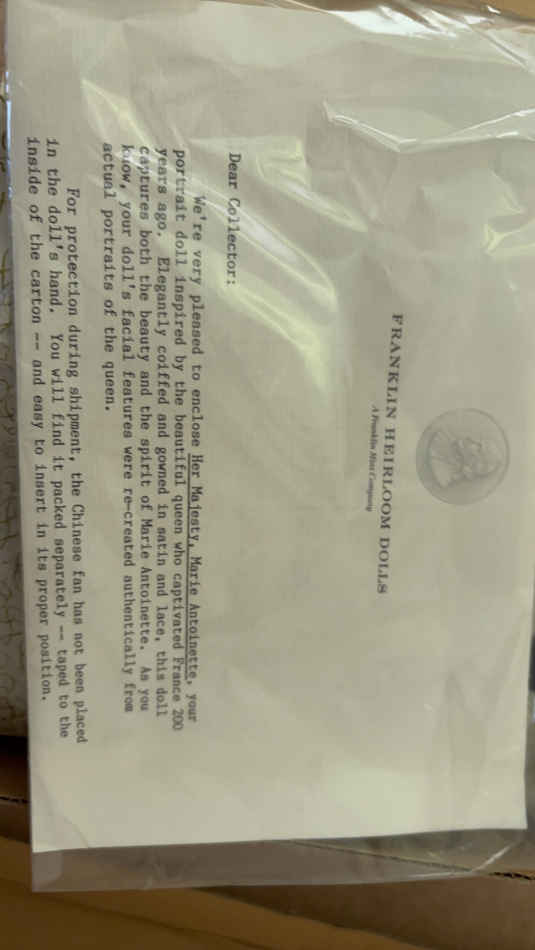 FRANKLIN HEIRLOOM DOLLS
A Franklin Mint Company
Dear Collector:
We're very pleased to enclose Her Majesty, Marie Antoinette, your
portrait doll inspired by the beautiful queen who captivated France 200
years ago. Elegantly coiffed and gowned in satin and lace, this doll
captures both the beauty and the spirit of Marie Antoinette. As you
know, your doll's facial features were re-created authentically from
actual portraits of the queen.
For protection during shipment, the Chinese fan has not been placed
in the doll's hand. You will find it packed separately -- taped to the
inside of the carton -- and easy to insert in its proper position.